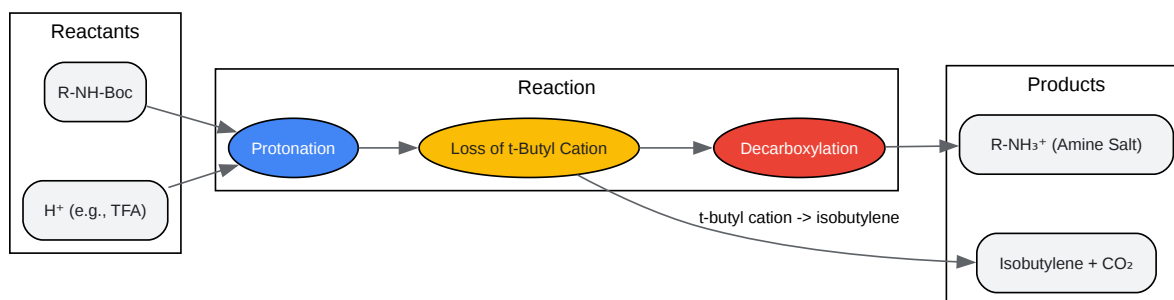 Reactants
R-NH-Boc
H⁺ (e.g., TFA)
Reaction
Protonation
Loss of t-Butyl Cation
Decarboxylation
t-butyl cation -> isobutylene
Products
R-NH₃⁺ (Amine Salt)
Isobutylene + CO₂